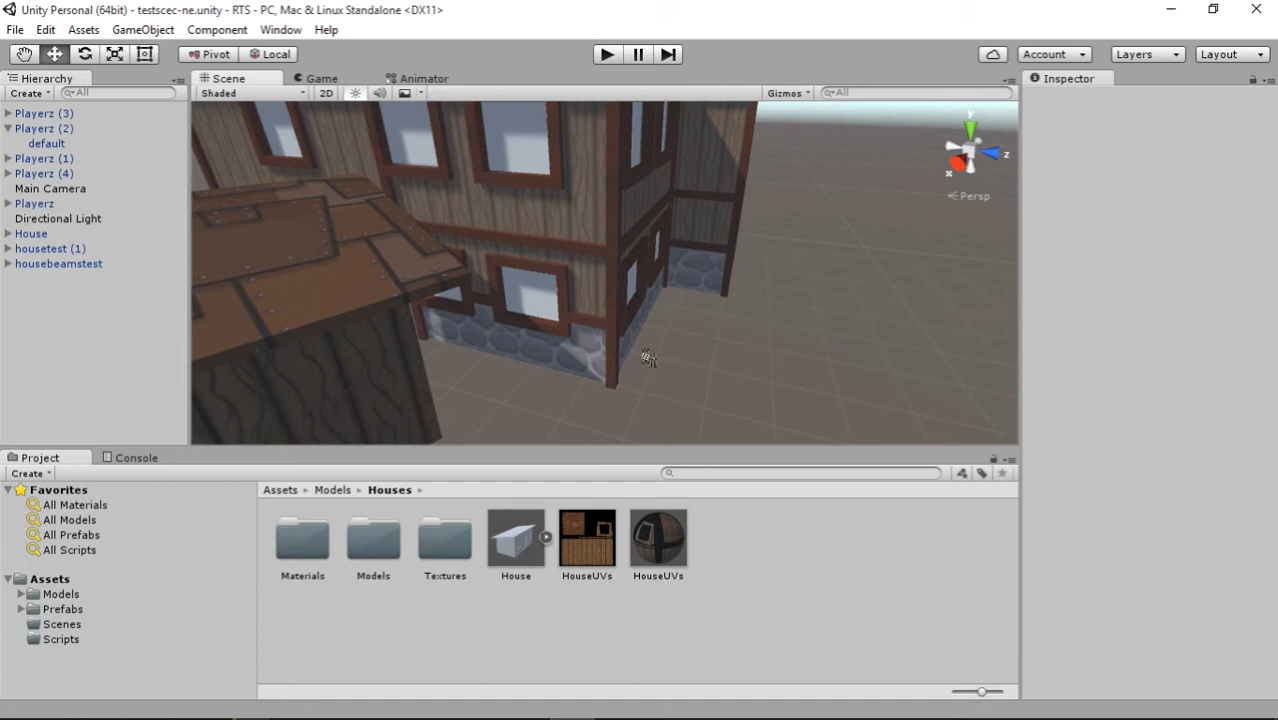 Unity Personal (64bit) - testscec-ne.unity - RTS - PC, Mac & Linux Standalone <DX11>
File Edit Assets GameObject Component Window Help
Pivot Local Account Layers Layout
Hierarchy Scene Game Animator Inspector
Create All Shaded 2D Gizmos All
Playerz (3)
Playerz (2)
default
Playerz (1)
Playerz (4)
Main Camera
Playerz
Directional Light
House
housetest (1)
housebeamstest
y
z
x
Persp
Project Console
Create
Favorites
All Materials
All Models
All Prefabs
All Scripts
Assets
Models
Prefabs
Scenes
Scripts
Assets Models Houses
Materials Models Textures House HouseUVs HouseUVs